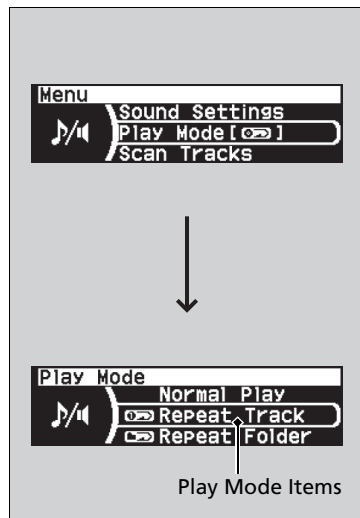 Menu
Sound Settings
Play Mode[ ]
Scan Tracks
Play Mode
Normal Play
Repeat Track
Repeat Folder
Play Mode Items